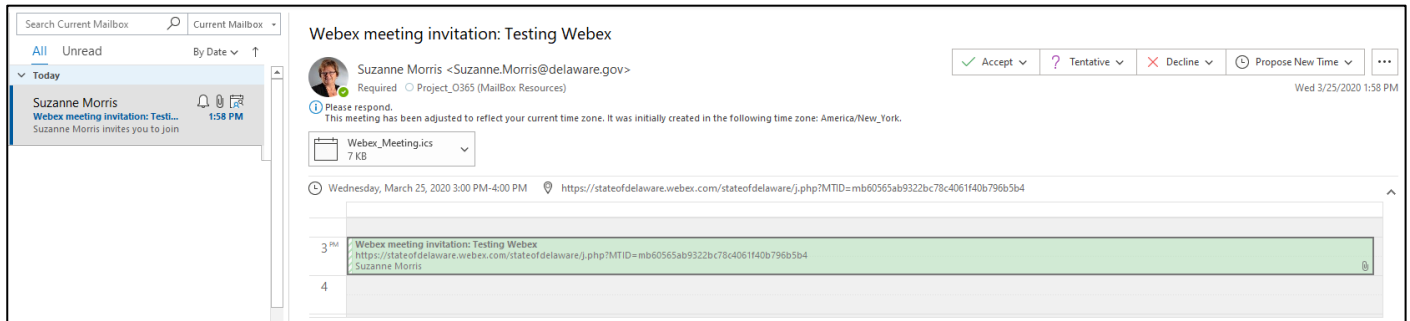 Search Current Mailbox
Current Mailbox
All Unread By Date
Today
Suzanne Morris
Webex meeting invitation: Testi... 1:58 PM
Suzanne Morris invites you to join
Webex meeting invitation: Testing Webex
Suzanne Morris <Suzanne.Morris@delaware.gov>
Required Project_O365 (MailBox Resources)
Accept
? Tentative
Decline
Propose New Time
...
Wed 3/25/2020 1:58 PM
Please respond.
This meeting has been adjusted to reflect your current time zone. It was initially created in the following time zone: America/New_York.
Webex_Meeting.ics
7 KB
Wednesday, March 25, 2020 3:00 PM-4:00 PM https://stateofdelaware.webex.com/stateofdelaware/j.php?MTID=mb60565ab9322bc78c4061f40b796b5b4
3 PM
Webex meeting invitation: Testing Webex
https://stateofdelaware.webex.com/stateofdelaware/j.php?MTID=mb60565ab9322bc78c4061f40b796b5b4
Suzanne Morris
4